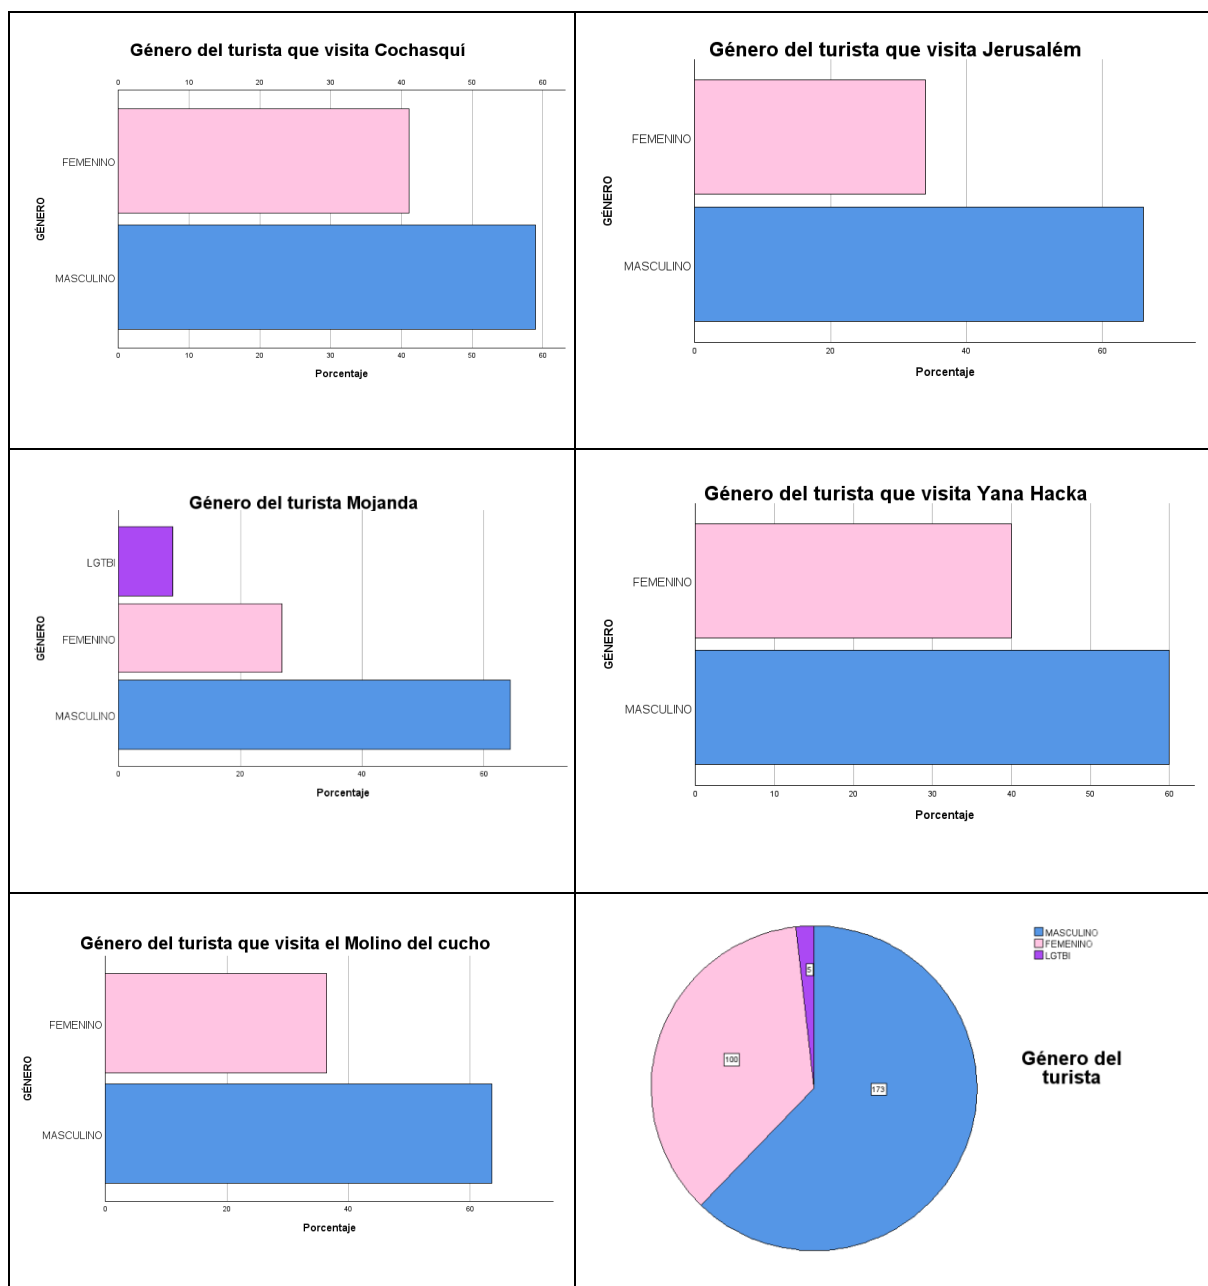 Género del turista que visita Cochasquí
0 10 20 30 40 50 60
FEMENINO
MASCULINO
GÉNERO
0 10 20 30 40 50 60
Porcentaje
Género del turista que visita Jerusalém
FEMENINO
MASCULINO
GÉNERO
0 20 40 60
Porcentaje
Género del turista Mojanda
LGTBI
FEMENINO
MASCULINO
GÉNERO
0 20 40 60
Porcentaje
Género del turista que visita Yana Hacka
FEMENINO
MASCULINO
GÉNERO
0 10 20 30 40 50 60
Porcentaje
Género del turista que visita el Molino del cucho
FEMENINO
MASCULINO
GÉNERO
0 20 40 60
Porcentaje
MASCULINO
FEMENINO
LGTBI
5
100
173
Género del
turista